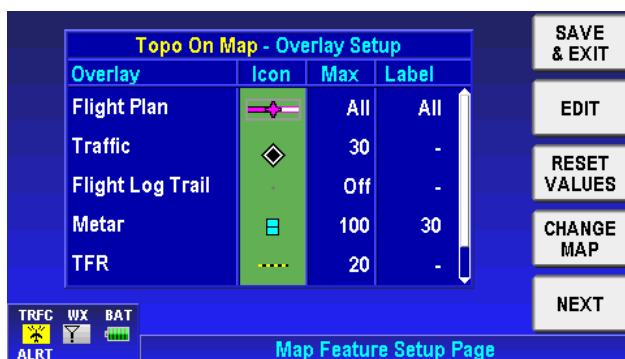 Topo On Map - Overlay Setup
Overlay Icon Max Label
Flight Plan All All
Traffic 30 -
Flight Log Trail Off -
Metar 100 30
TFR 20 -
SAVE
& EXIT
EDIT
RESET
VALUES
CHANGE
MAP
NEXT
TRFC WX BAT
ALRT
Map Feature Setup Page